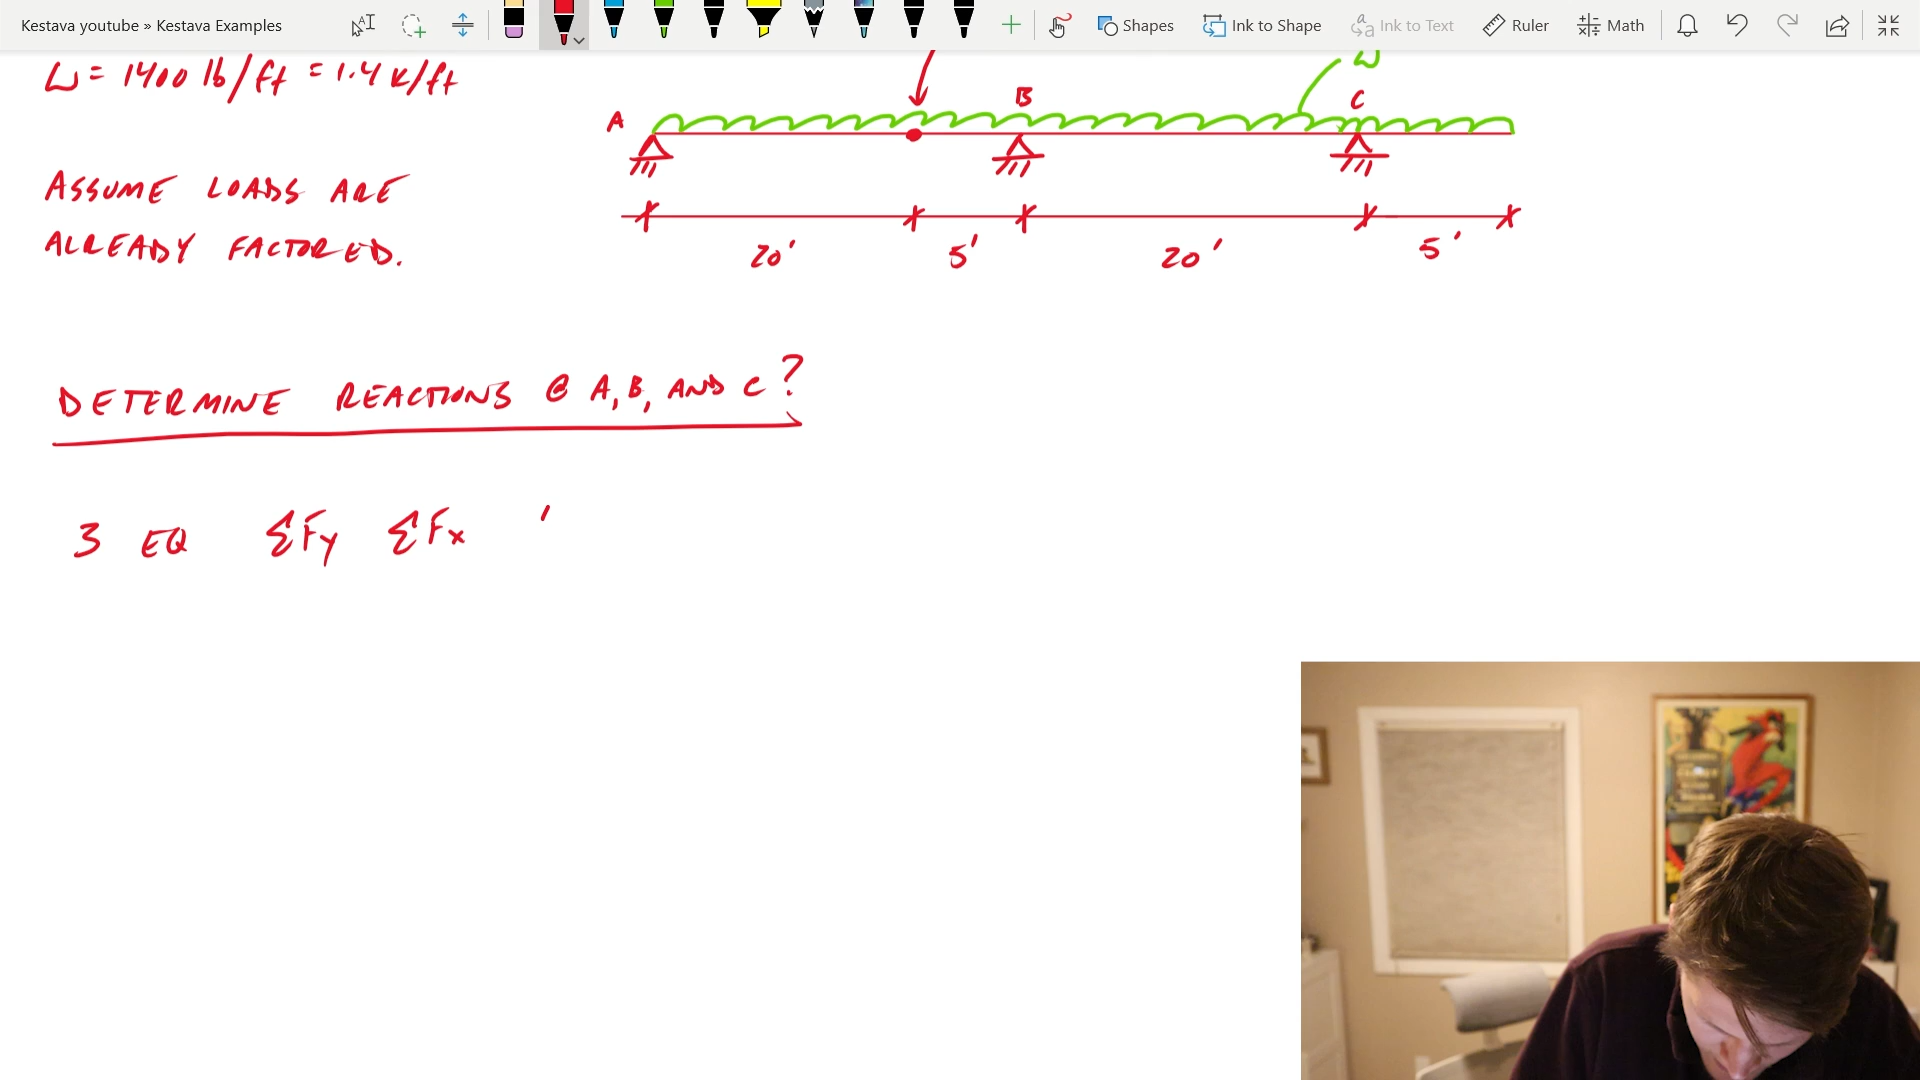 Kestava youtube » Kestava Examples
Shapes
Ink to Shape
Ink to Text
Ruler
Math
W = 1400 lb/ft = 1.4 k/ft
ASSUME LOADS ARE
ALREADY FACTORED.
W
A
B
C
20'
5'
20'
5'
DETERMINE REACTIONS @ A, B, AND C?
3 EQ ΣFy ΣFx